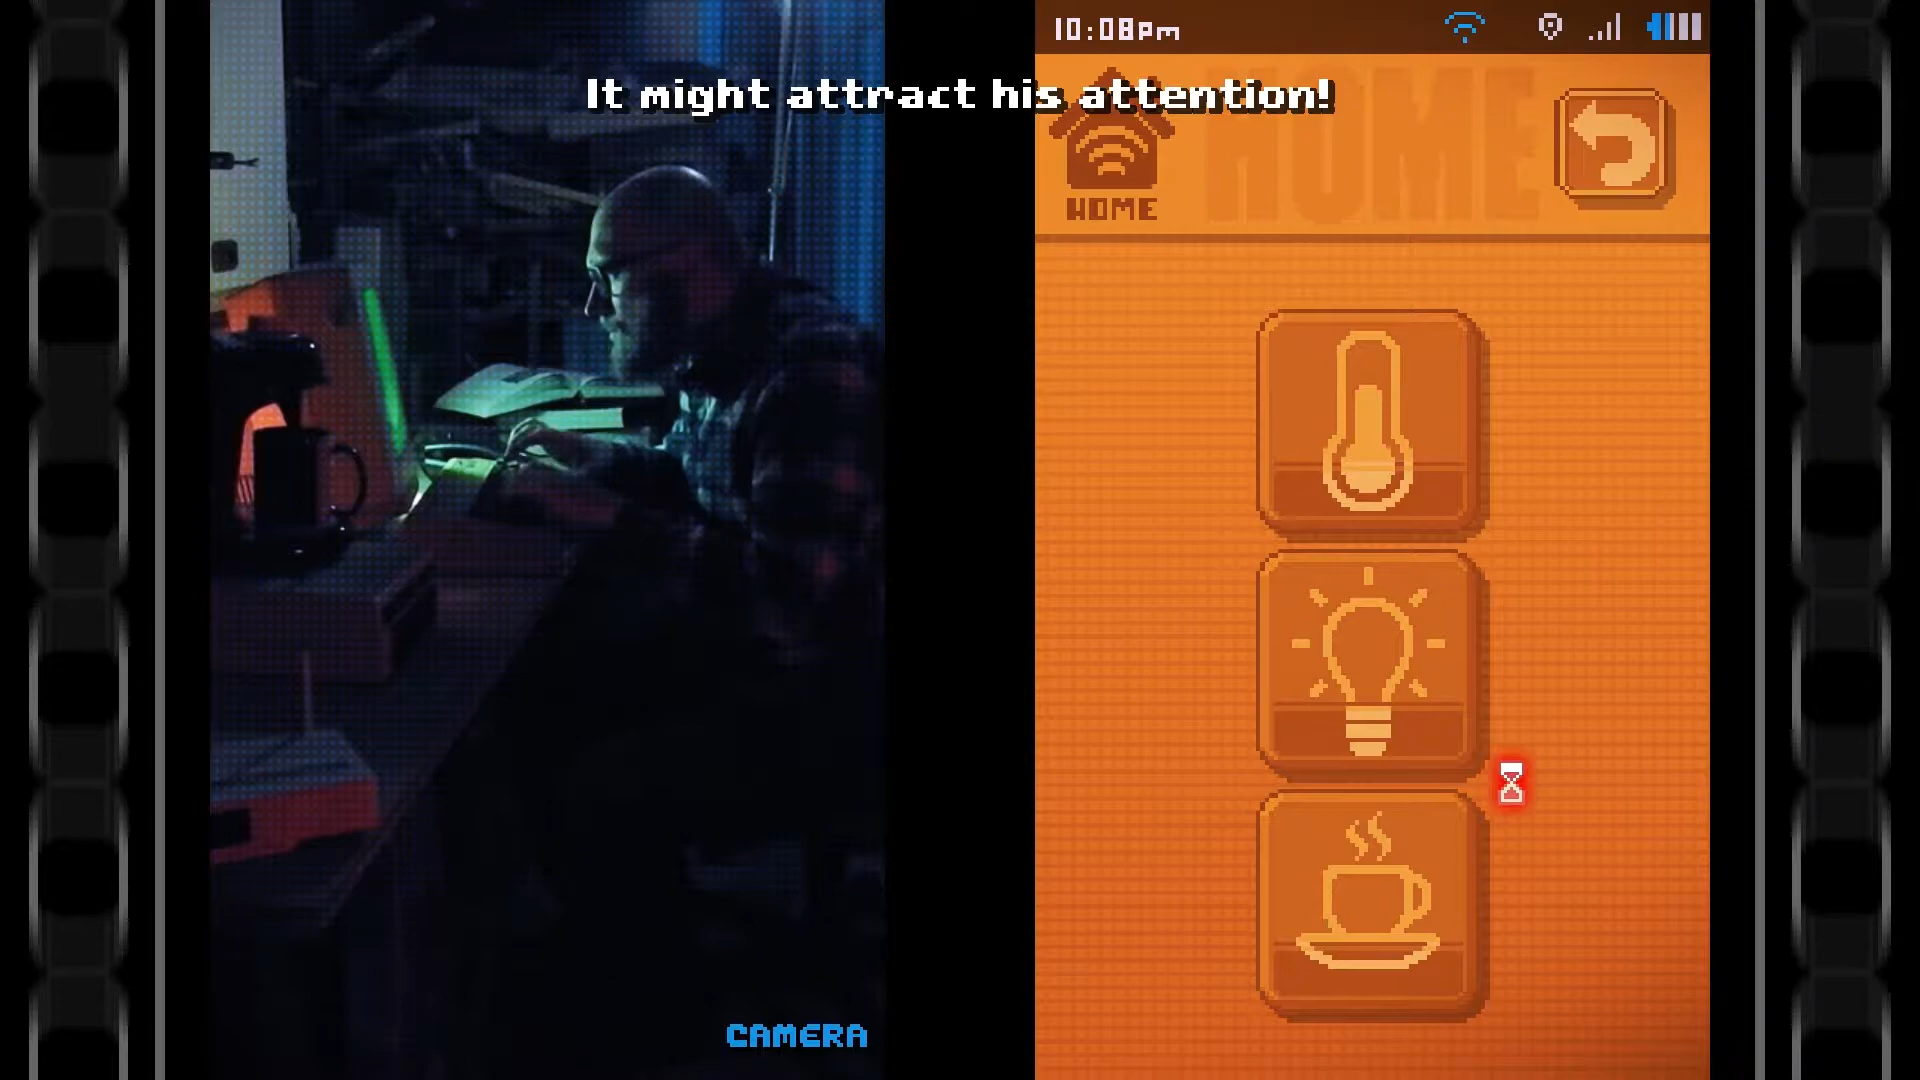 10:08pm
It might attract his attention!
HOME
HOME
CAMERA